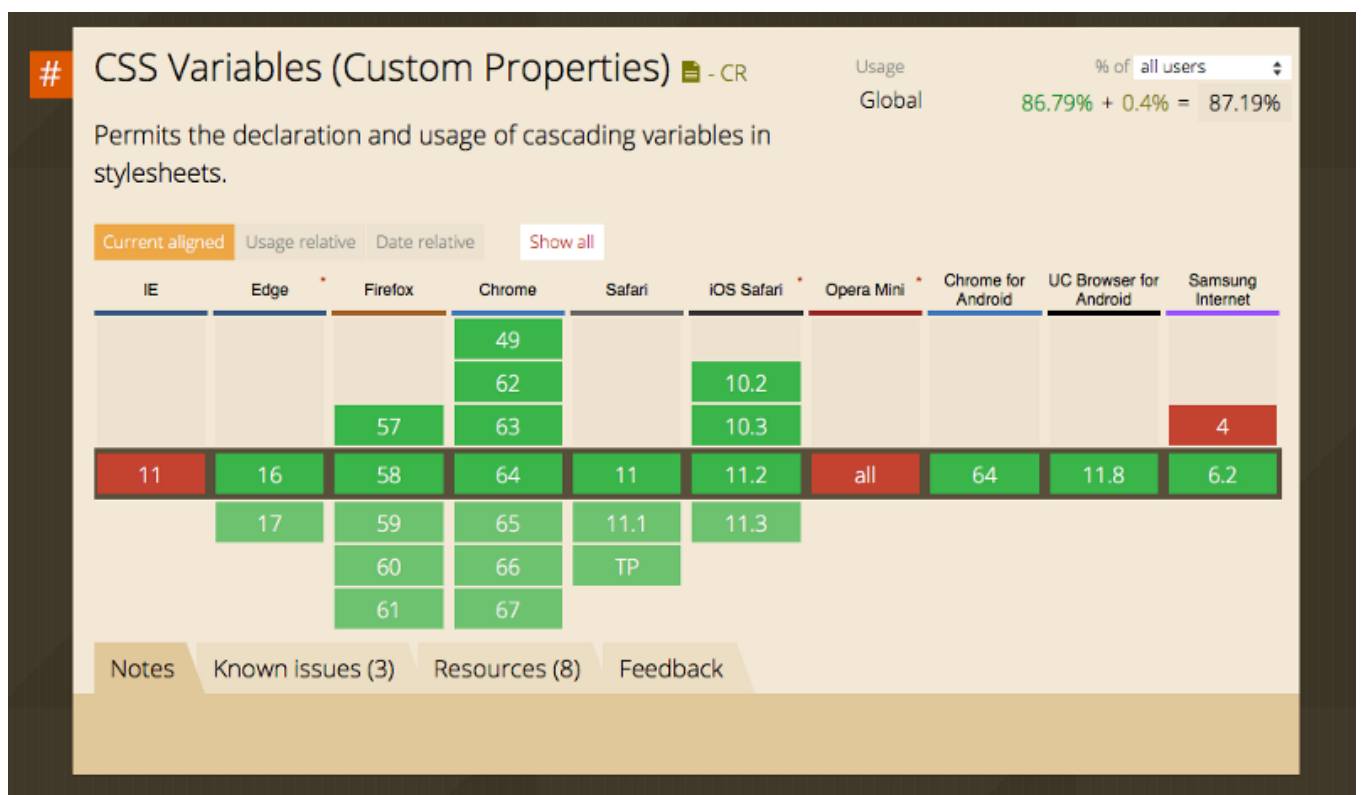 #
CSS Variables (Custom Properties) - CR
Usage % of all users
Global 86.79% + 0.4% = 87.19%
Permits the declaration and usage of cascading variables in
stylesheets.
Current aligned Usage relative Date relative Show all
IE Edge * Firefox Chrome Safari iOS Safari * Opera Mini * Chrome for Android UC Browser for Android Samsung Internet
49
62 10.2
57 63 10.3 4
11 16 58 64 11 11.2 all 64 11.8 6.2
17 59 65 11.1 11.3
60 66 TP
61 67
Notes Known issues (3) Resources (8) Feedback